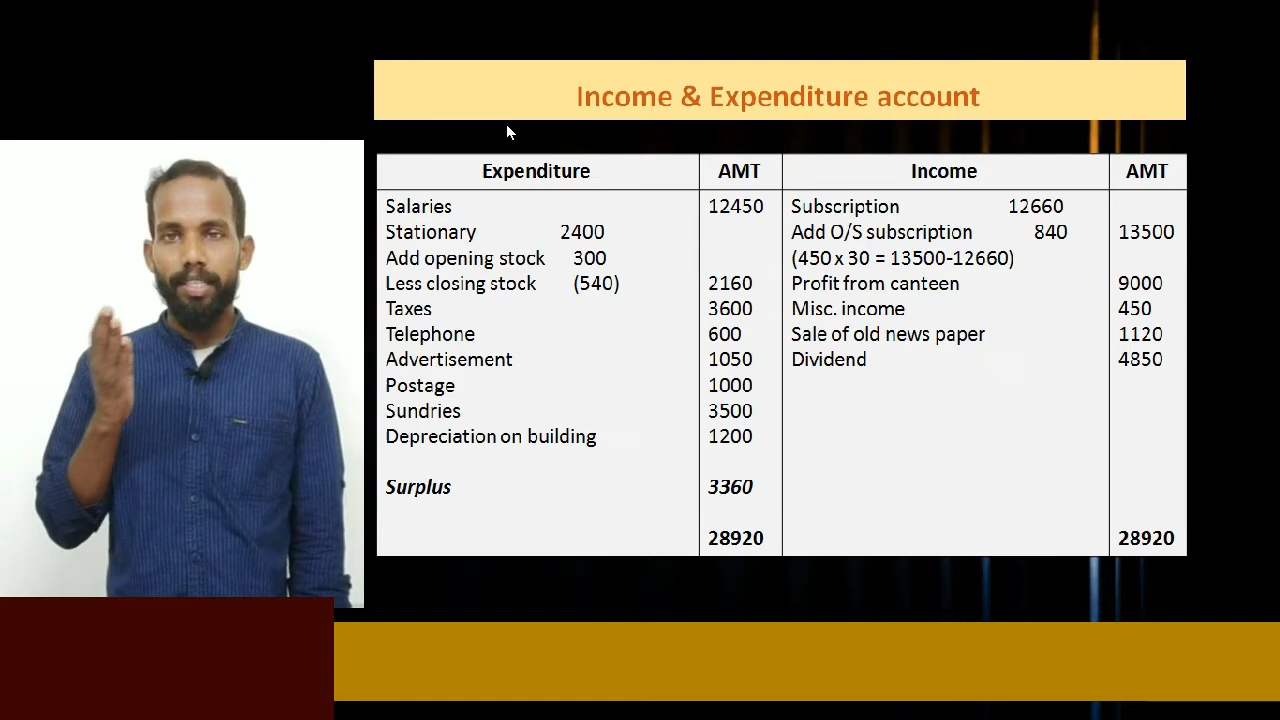 Income & Expenditure account
Expenditure AMT Income AMT
Salaries 12450 Subscription 12660
Stationary 2400 Add O/S subscription 840 13500
Add opening stock 300 (450 x 30 = 13500-12660)
Less closing stock (540) 2160 Profit from canteen 9000
Taxes 3600 Misc. income 450
Telephone 600 Sale of old news paper 1120
Advertisement 1050 Dividend 4850
Postage 1000
Sundries 3500
Depreciation on building 1200
Surplus 3360
28920 28920